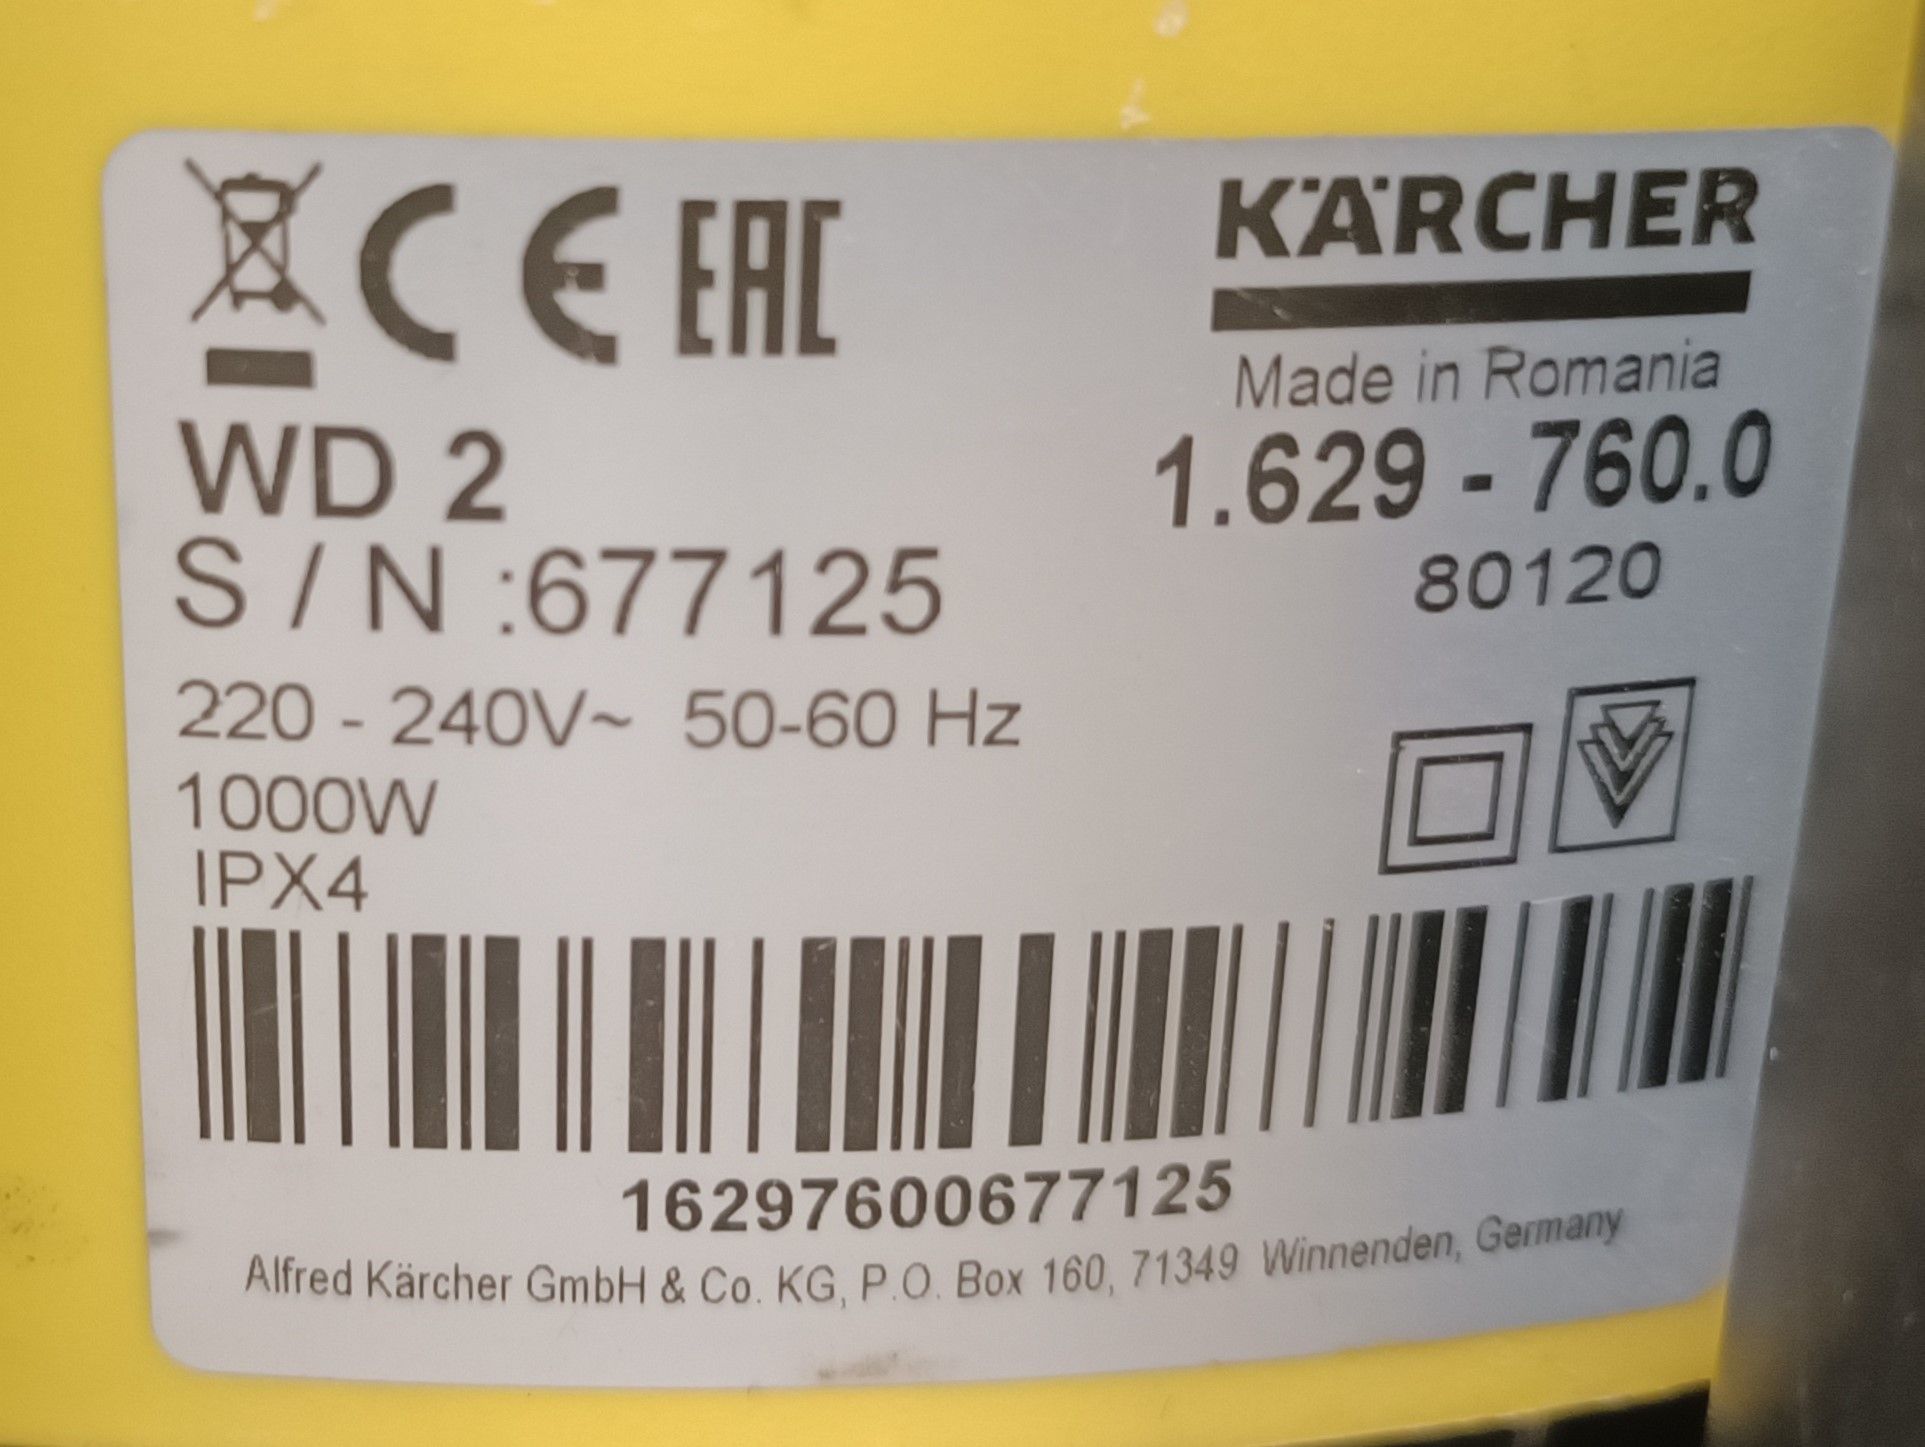 CE EAC
KÄRCHER
Made in Romania
WD 2
1.629 - 760.0
S / N :677125
80120
220 - 240V~ 50-60 Hz
1000W
IPX4
16297600677125
Alfred Kärcher GmbH & Co. KG, P.O. Box 160, 71349 Winnenden, Germany